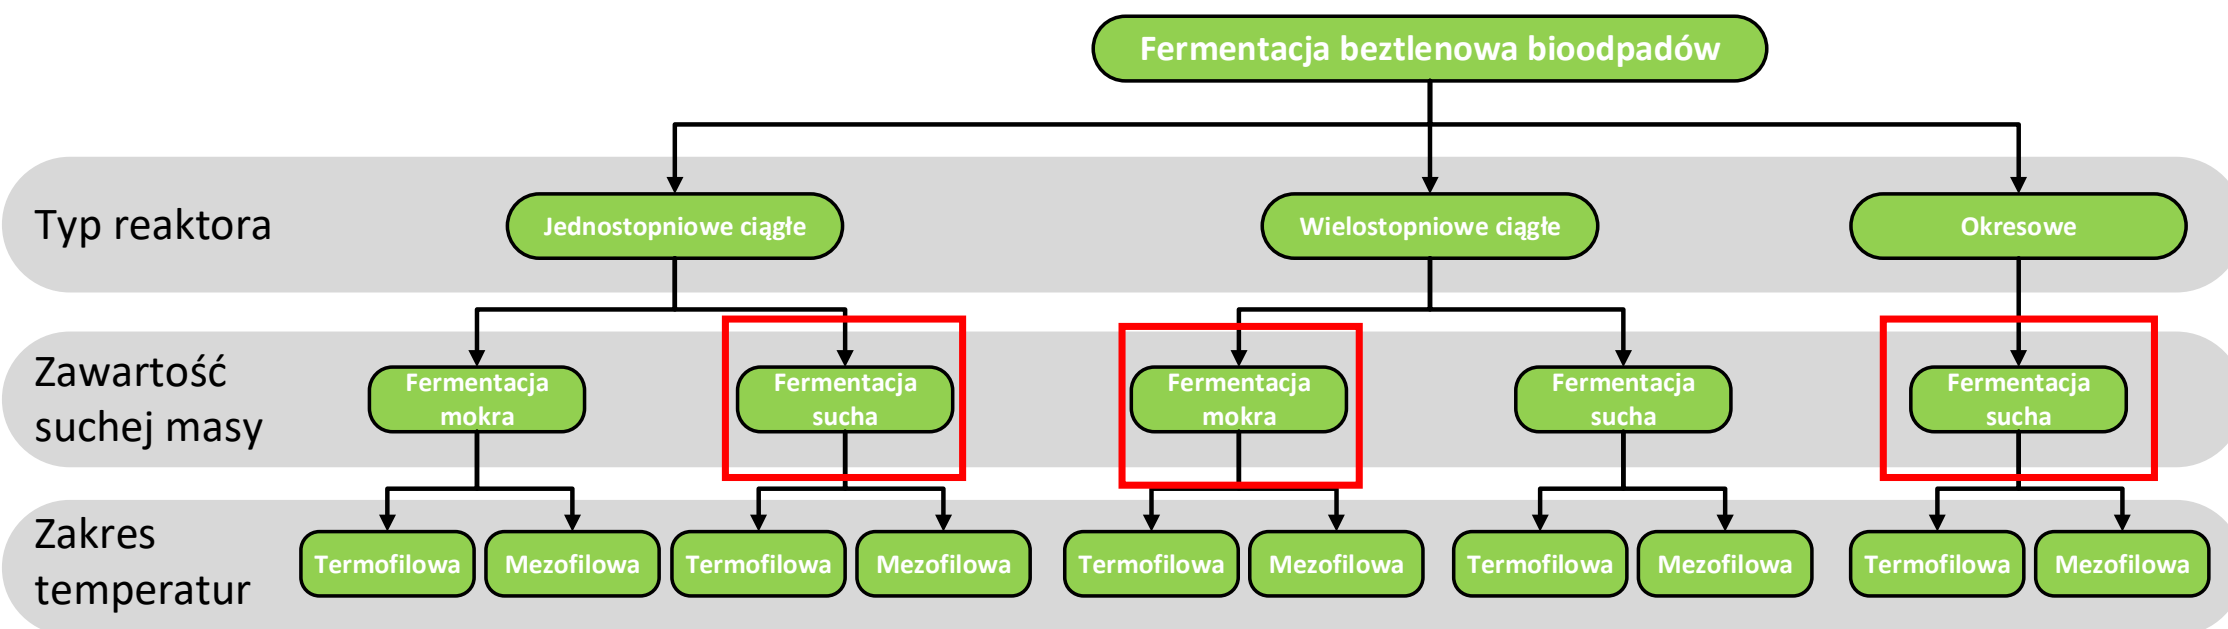 Fermentacja beztlenowa bioodpadów
Typ reaktora
Jednostopniowe ciągłe
Wielostopniowe ciągłe
Okresowe
Zawartość
suchej masy
Fermentacja
mokra
Fermentacja
sucha
Fermentacja
mokra
Fermentacja
sucha
Fermentacja
sucha
Zakres
temperatur
Termofilowa
Mezofilowa
Termofilowa
Mezofilowa
Termofilowa
Mezofilowa
Termofilowa
Mezofilowa
Termofilowa
Mezofilowa